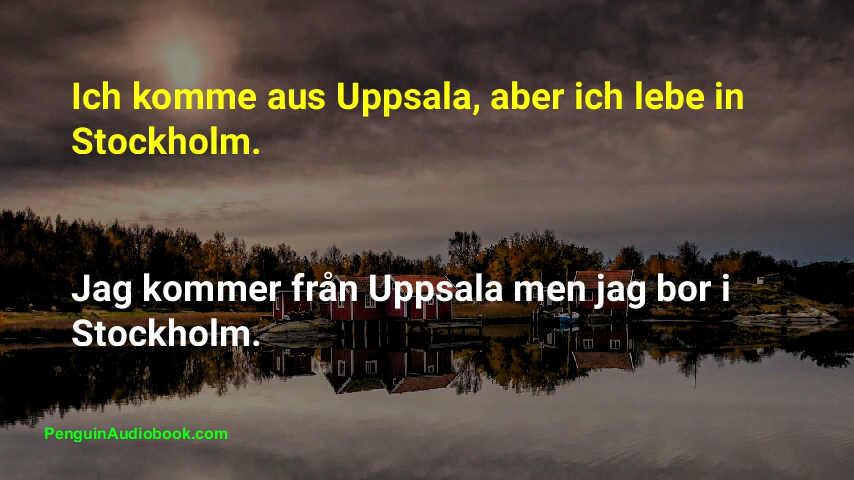 Ich komme aus Uppsala, aber ich lebe in
Stockholm.
Jag kommer från Uppsala men jag bor i
Stockholm.
PenguinAudiobook.com